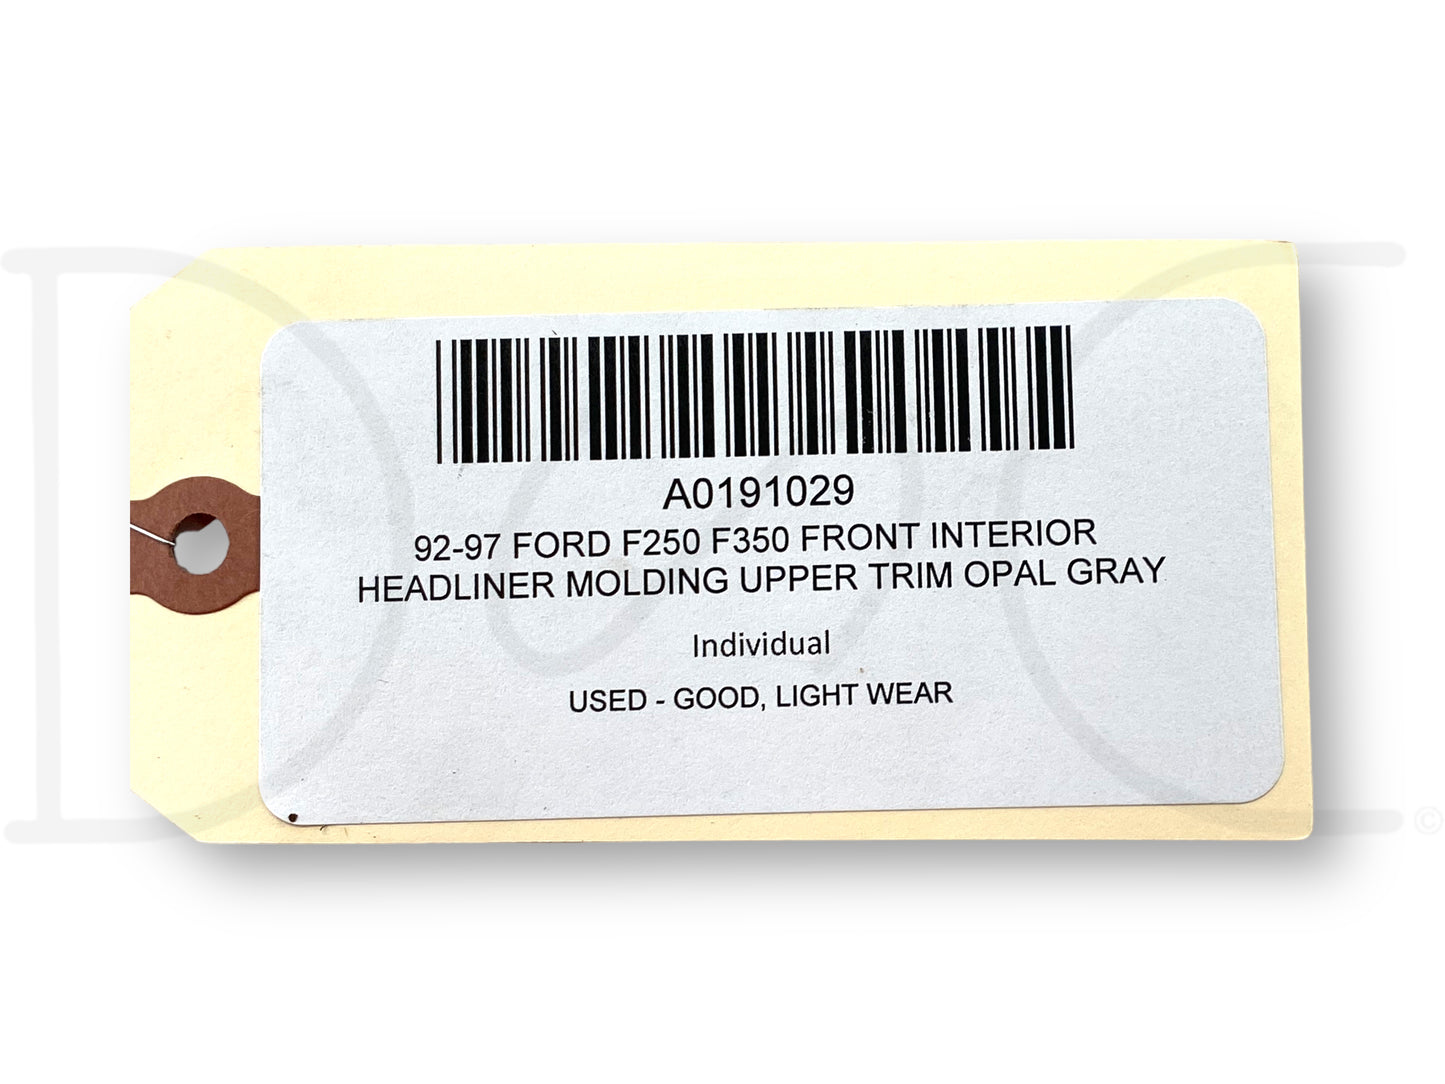 A0191029
92-97 FORD F250 F350 FRONT INTERIOR
HEADLINER MOLDING UPPER TRIM OPAL GRAY
Individual
USED - GOOD, LIGHT WEAR